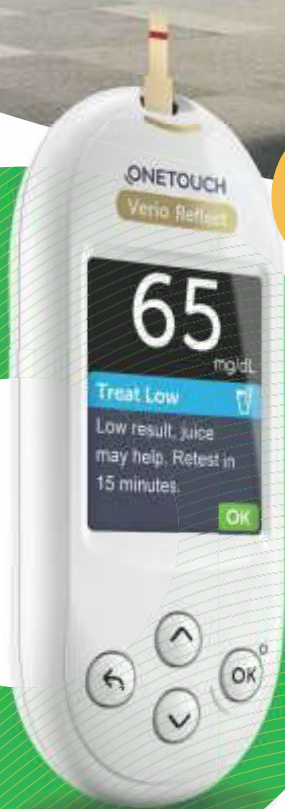 ONETOUCH
Verio Reflect
65
mg/dL
Treat Low
Low result, juice
may help. Retest in
15 minutes.
OK
OK